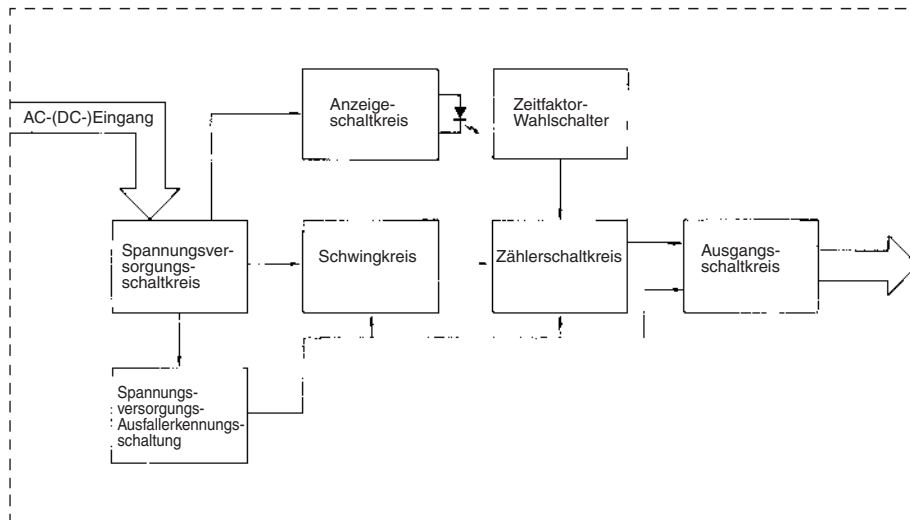 AC-(DC-)Eingang
Anzeige-
schaltkreis
Zeitfaktor-
Wahlschalter
Spannungsver-
sorgungs-
schaltkreis
Schwingkreis
Zählerschaltkreis
Ausgangs-
schaltkreis
Spannungs-
versorgungs-
Ausfallerkennungs-
schaltung